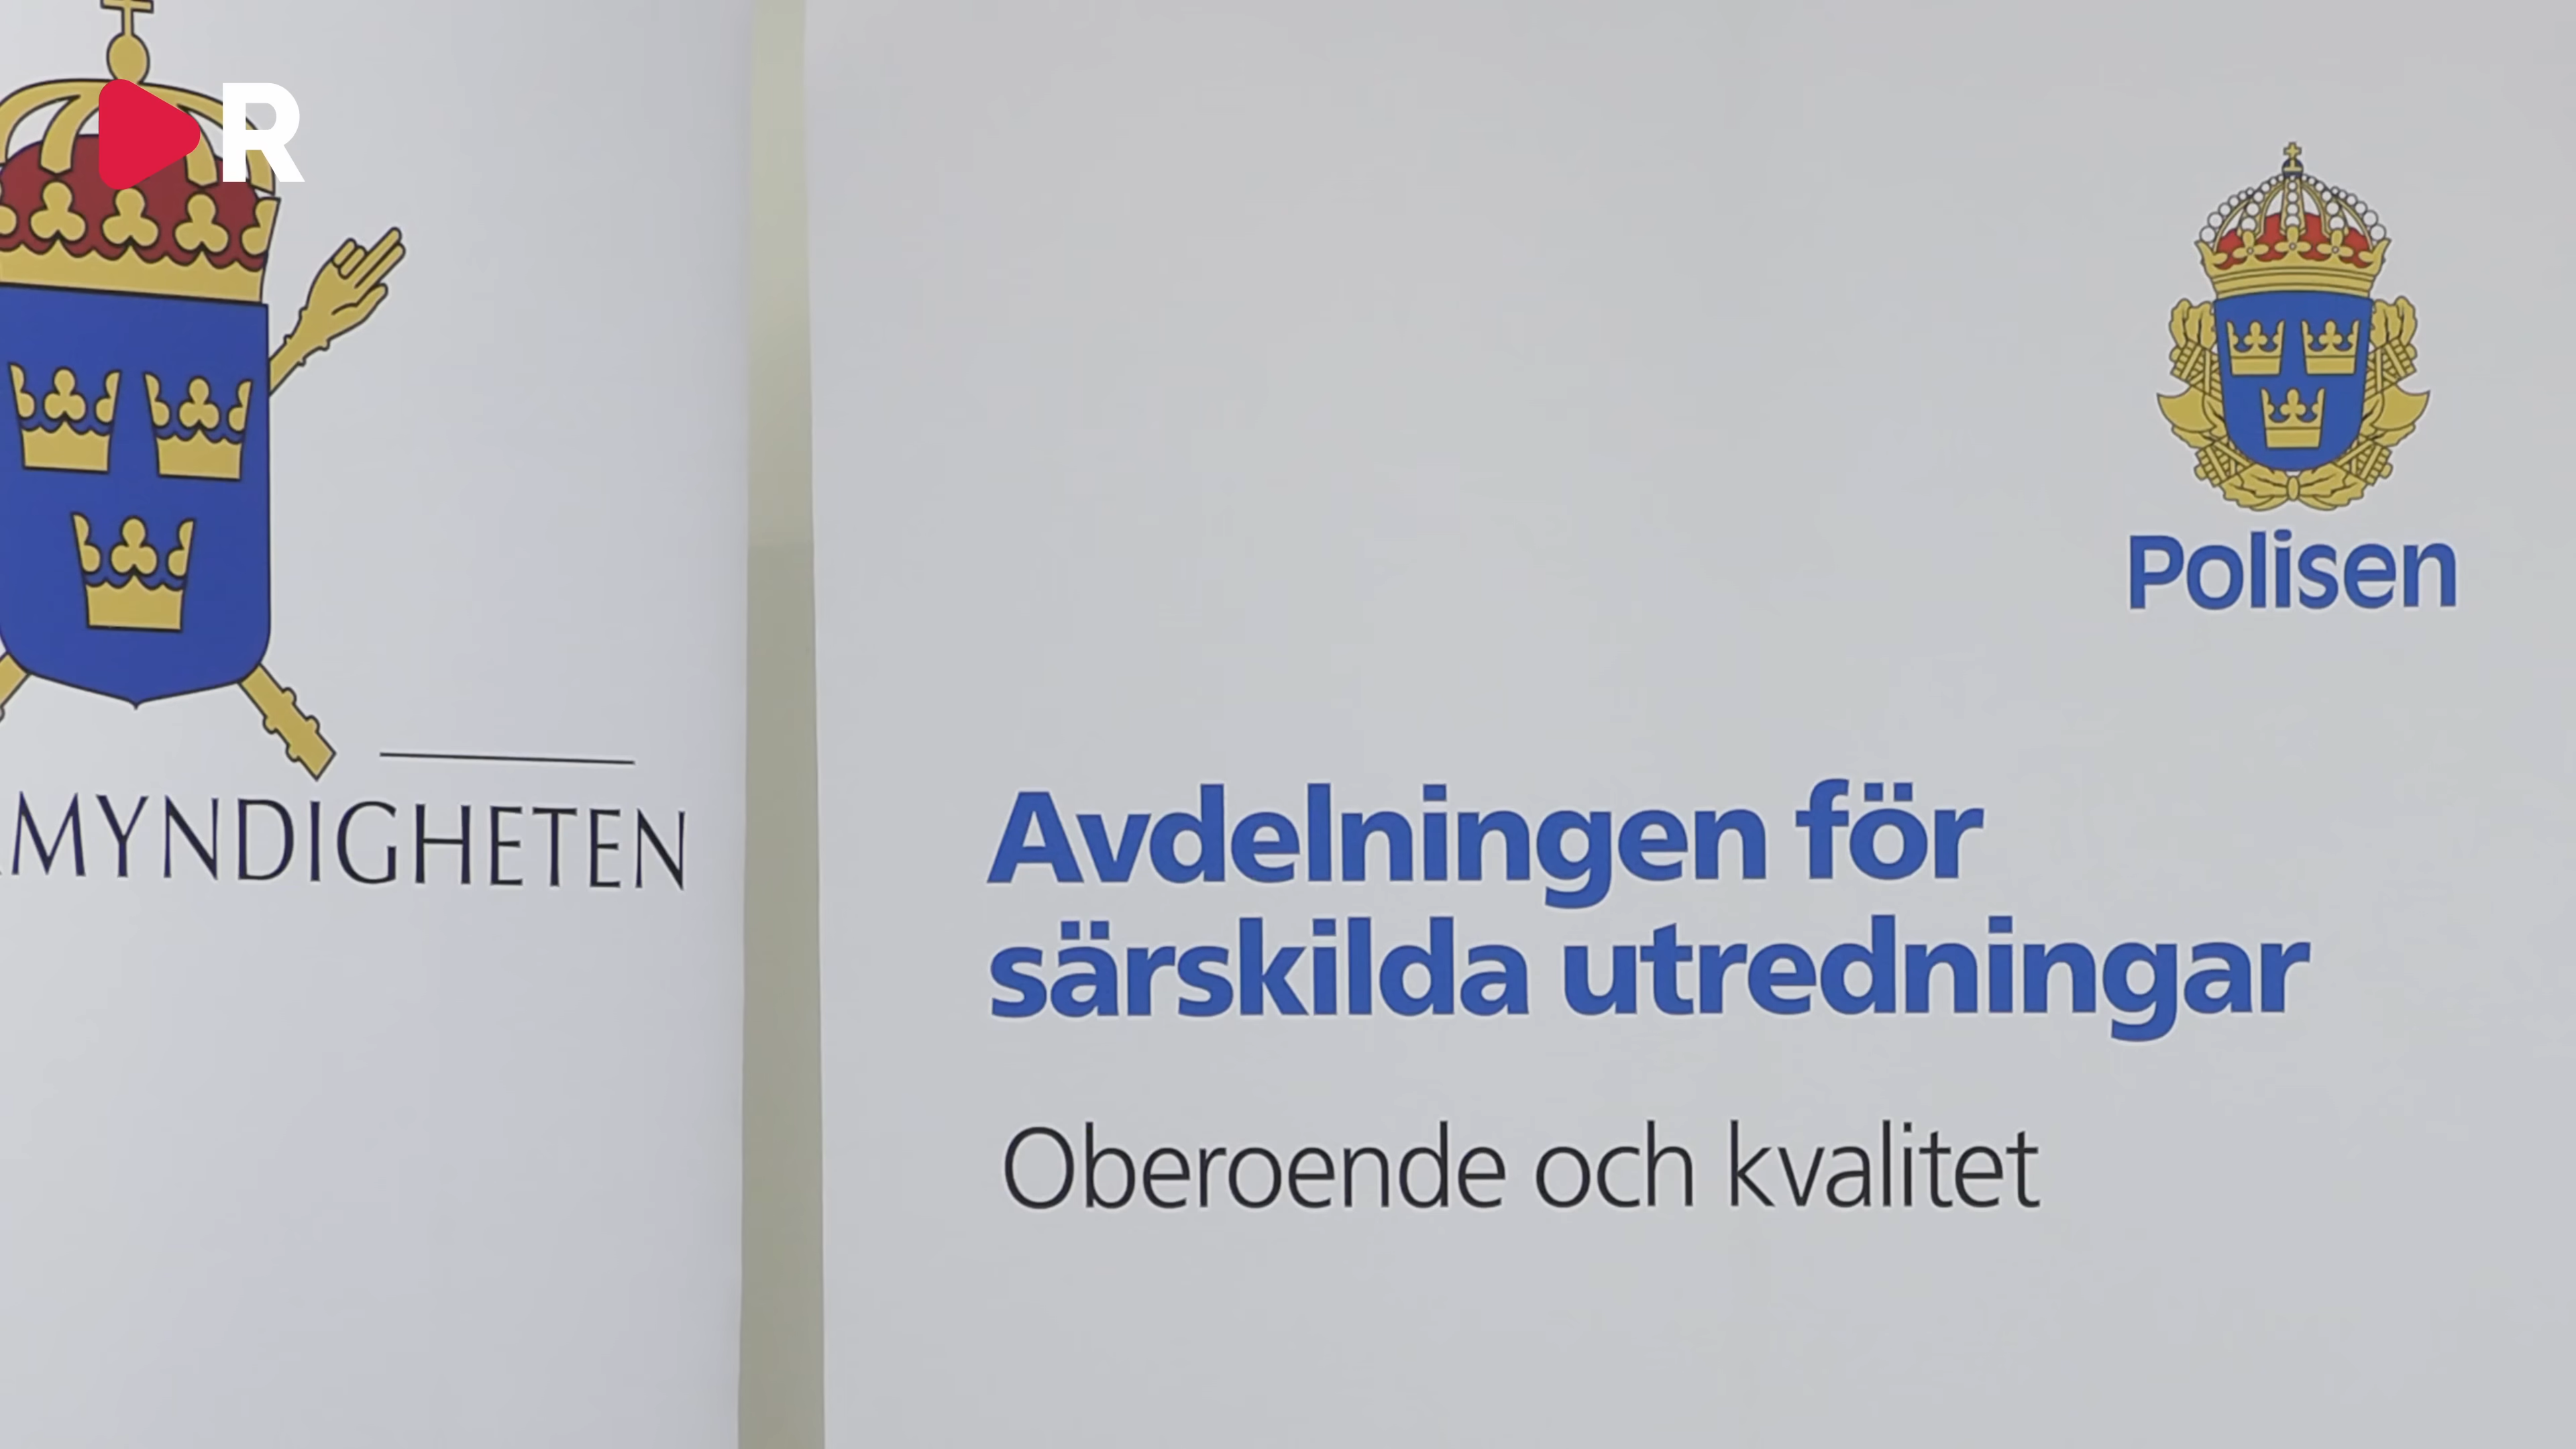 R
MYNDIGHETEN
Polisen
Avdelningen för
särskilda utredningar
Oberoende och kvalitet